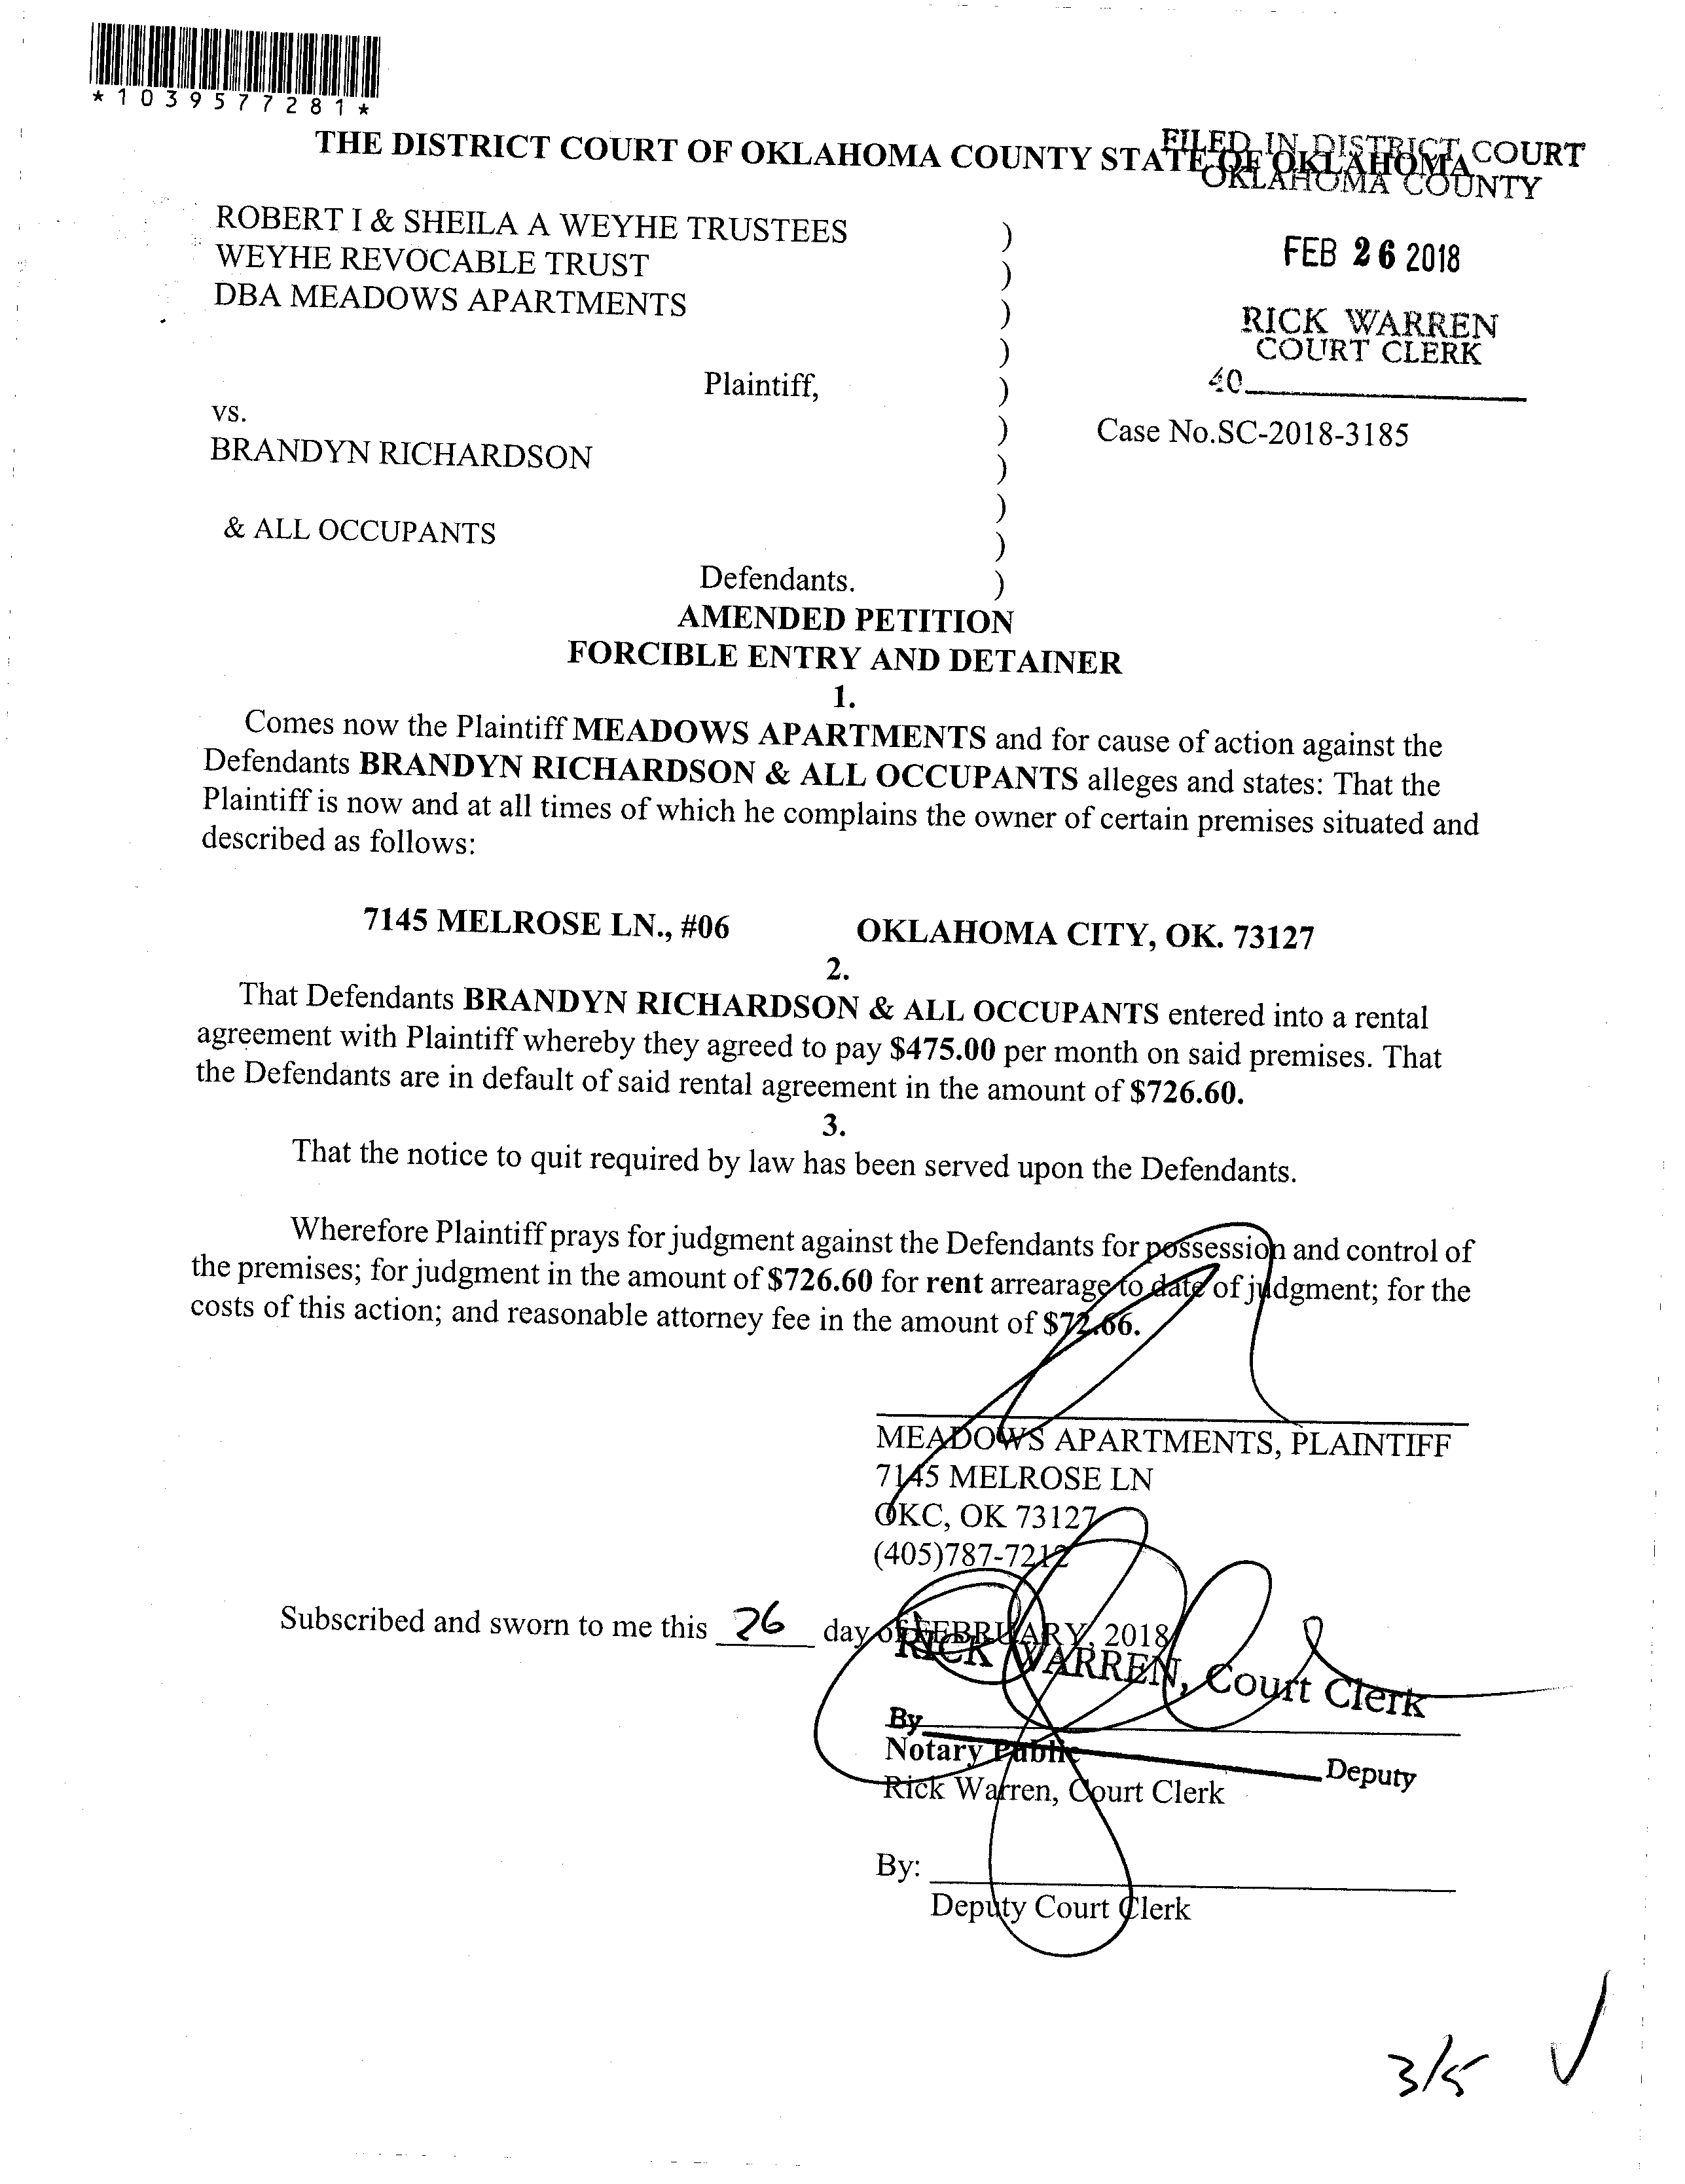 *1039577281*
THE DISTRICT COURT OF OKLAHOMA COUNTY STATE OF OKLAHOMA
FILED IN DISTRICT COURT
OKLAHOMA COUNTY
FEB 26 2018
RICK WARREN
COURT CLERK
40
ROBERT I & SHEILA A WEYHE TRUSTEES )
WEYHE REVOCABLE TRUST )
DBA MEADOWS APARTMENTS )
)
Plaintiff, )
vs. ) Case No.SC-2018-3185
BRANDYN RICHARDSON )
)
& ALL OCCUPANTS )
Defendants. )
AMENDED PETITION
FORCIBLE ENTRY AND DETAINER
1.
Comes now the Plaintiff MEADOWS APARTMENTS and for cause of action against the
Defendants BRANDYN RICHARDSON & ALL OCCUPANTS alleges and states: That the
Plaintiff is now and at all times of which he complains the owner of certain premises situated and
described as follows:
7145 MELROSE LN., #06 OKLAHOMA CITY, OK. 73127
2.
That Defendants BRANDYN RICHARDSON & ALL OCCUPANTS entered into a rental
agreement with Plaintiff whereby they agreed to pay $475.00 per month on said premises. That
the Defendants are in default of said rental agreement in the amount of $726.60.
3.
That the notice to quit required by law has been served upon the Defendants.
Wherefore Plaintiff prays for judgment against the Defendants for possession and control of
the premises; for judgment in the amount of $726.60 for rent arrearage to date of judgment; for the
costs of this action; and reasonable attorney fee in the amount of $72.66.
MEADOWS APARTMENTS, PLAINTIFF
7145 MELROSE LN
OKC, OK 73127
(405)787-7212
Subscribed and sworn to me this 26 day of FEBRUARY, 2018
RICK WARREN, Court Clerk
By
Notary Public
Deputy
Rick Warren, Court Clerk
By:
Deputy Court Clerk
3/5